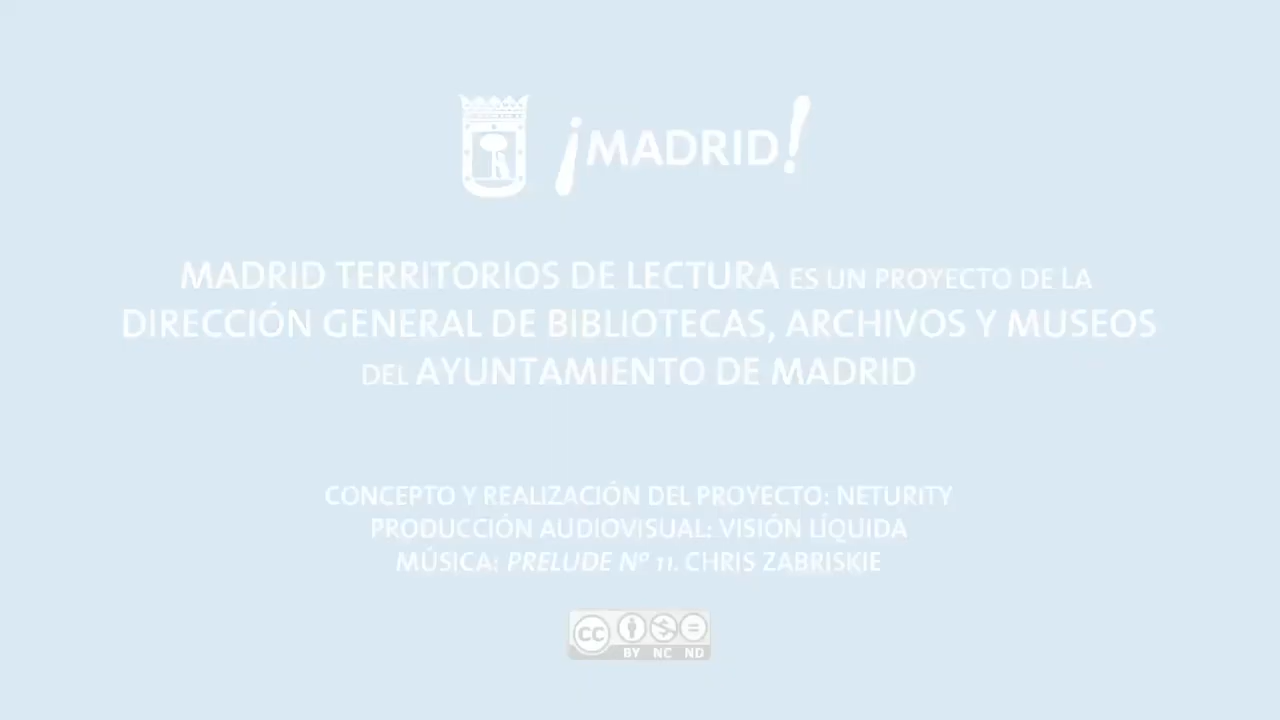 ¡MADRID!
MADRID TERRITORIOS DE LECTURA ES UN PROYECTO DE LA
DIRECCIÓN GENERAL DE BIBLIOTECAS, ARCHIVOS Y MUSEOS
DEL AYUNTAMIENTO DE MADRID
CONCEPTO Y REALIZACIÓN DEL PROYECTO: NETURITY
PRODUCCIÓN AUDIOVISUAL: VISIÓN LÍQUIDA
MÚSICA: PRELUDE Nº 11. CHRIS ZABRISKIE
CC
BY NC ND